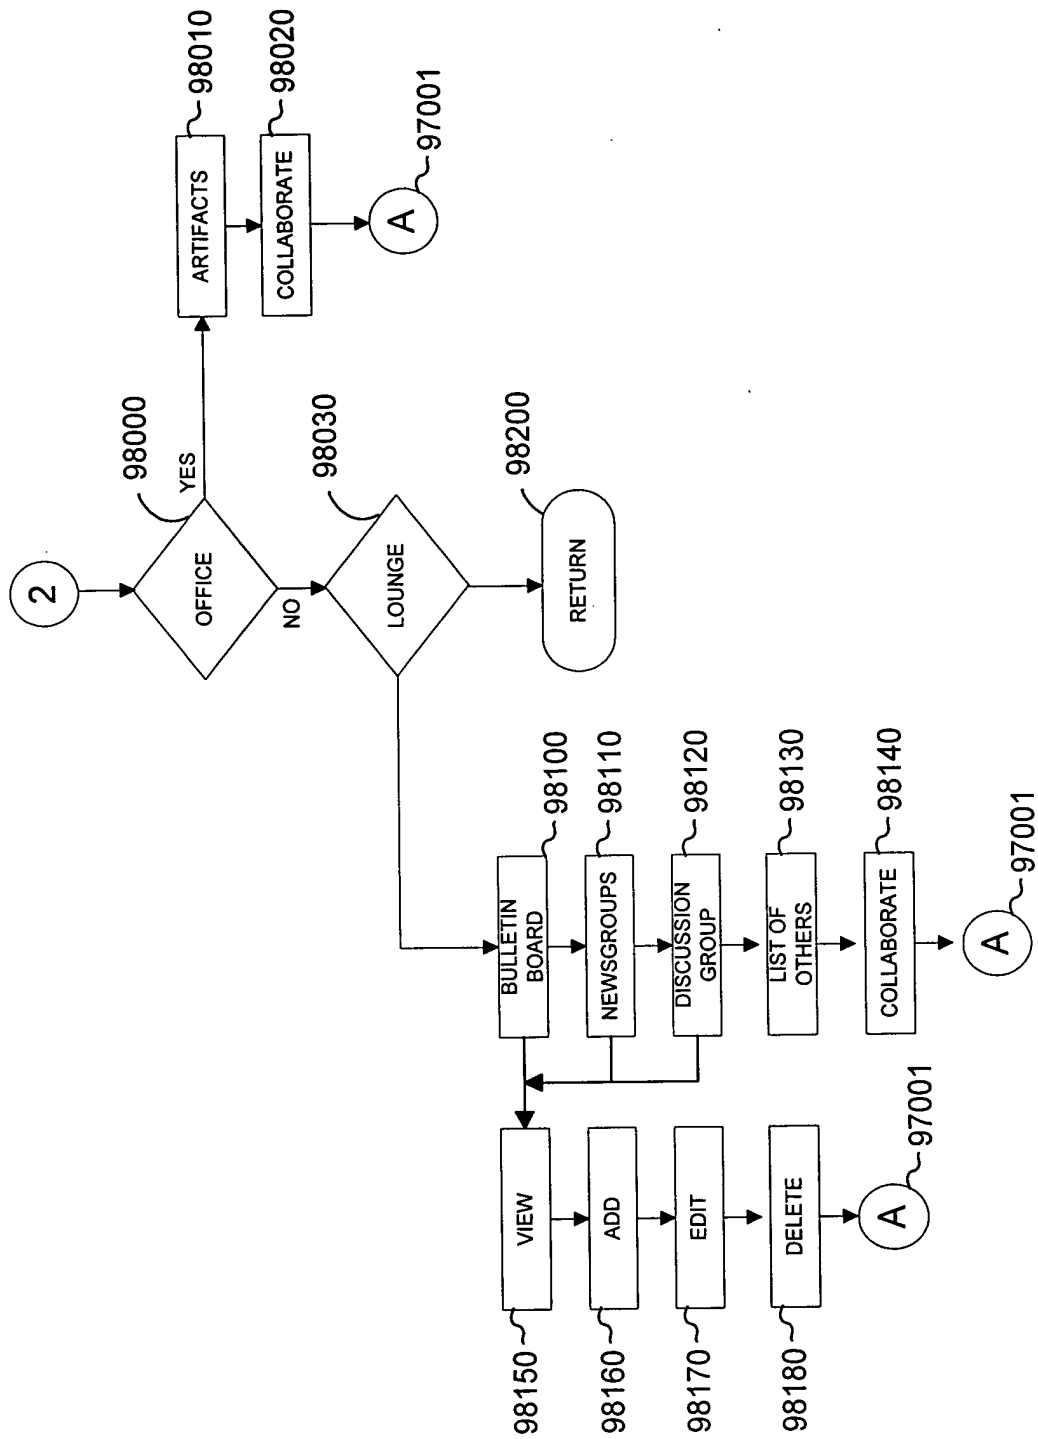 2
98000
OFFICE
YES
98010
ARTIFACTS
98020
COLLABORATE
97001
A
NO
98030
LOUNGE
98200
RETURN
98100
BULLETIN
BOARD
98110
NEWSGROUPS
98120
DISCUSSION
GROUP
98130
LIST OF
OTHERS
98140
COLLABORATE
97001
A
98150
VIEW
98160
ADD
98170
EDIT
98180
DELETE
97001
A